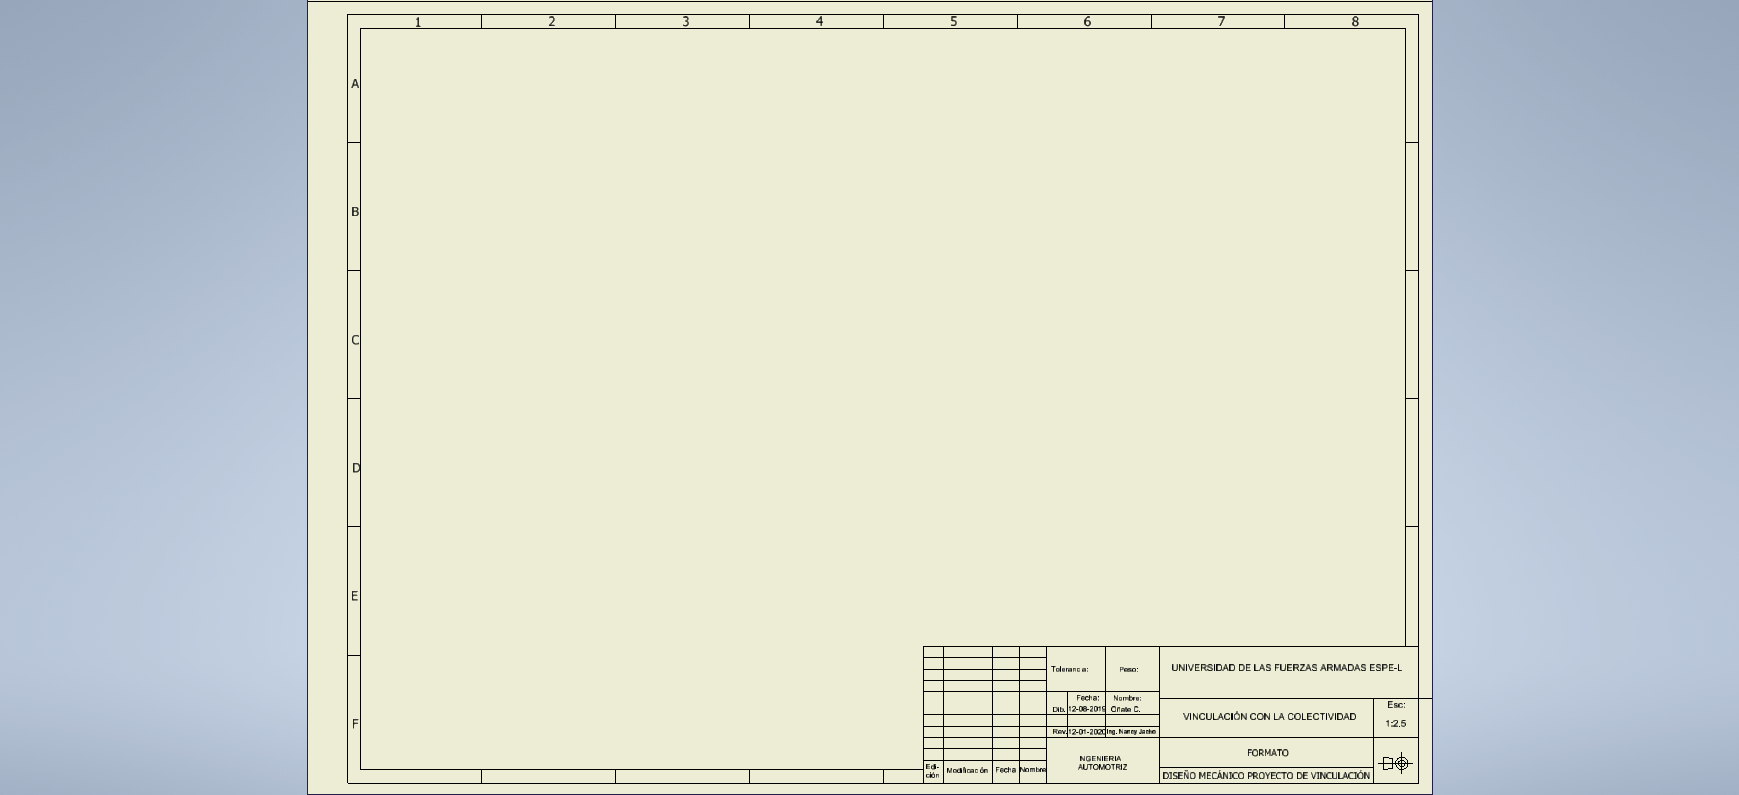 1 2 3 4 5 6 7 8
A
B
C
D
E
F
Tolerancia: Peso:
UNIVERSIDAD DE LAS FUERZAS ARMADAS ESPE-L
Fecha: Nombre:
Dib. 12-08-2019 Oñate C.
Rev. 12-01-2020 Ing. Nancy
VINCULACIÓN CON LA COLECTIVIDAD
Esc:
1:2.5
INGENIERIA
AUTOMOTRIZ
FORMATO
DISEÑO MECÁNICO PROYECTO DE VINCULACIÓN
Edi-
ción
Modificación Fecha Nombre